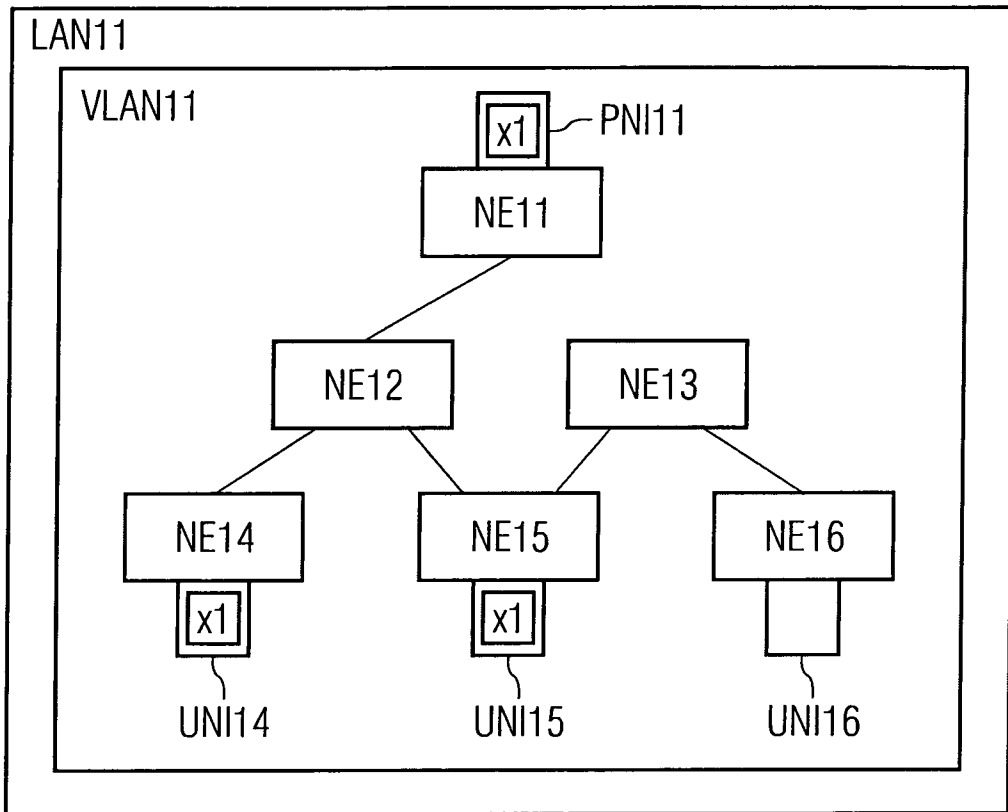 LAN11
VLAN11
x1 PNI11
NE11
NE12 NE13
NE14 NE15 NE16
x1 x1
UNI14 UNI15 UNI16